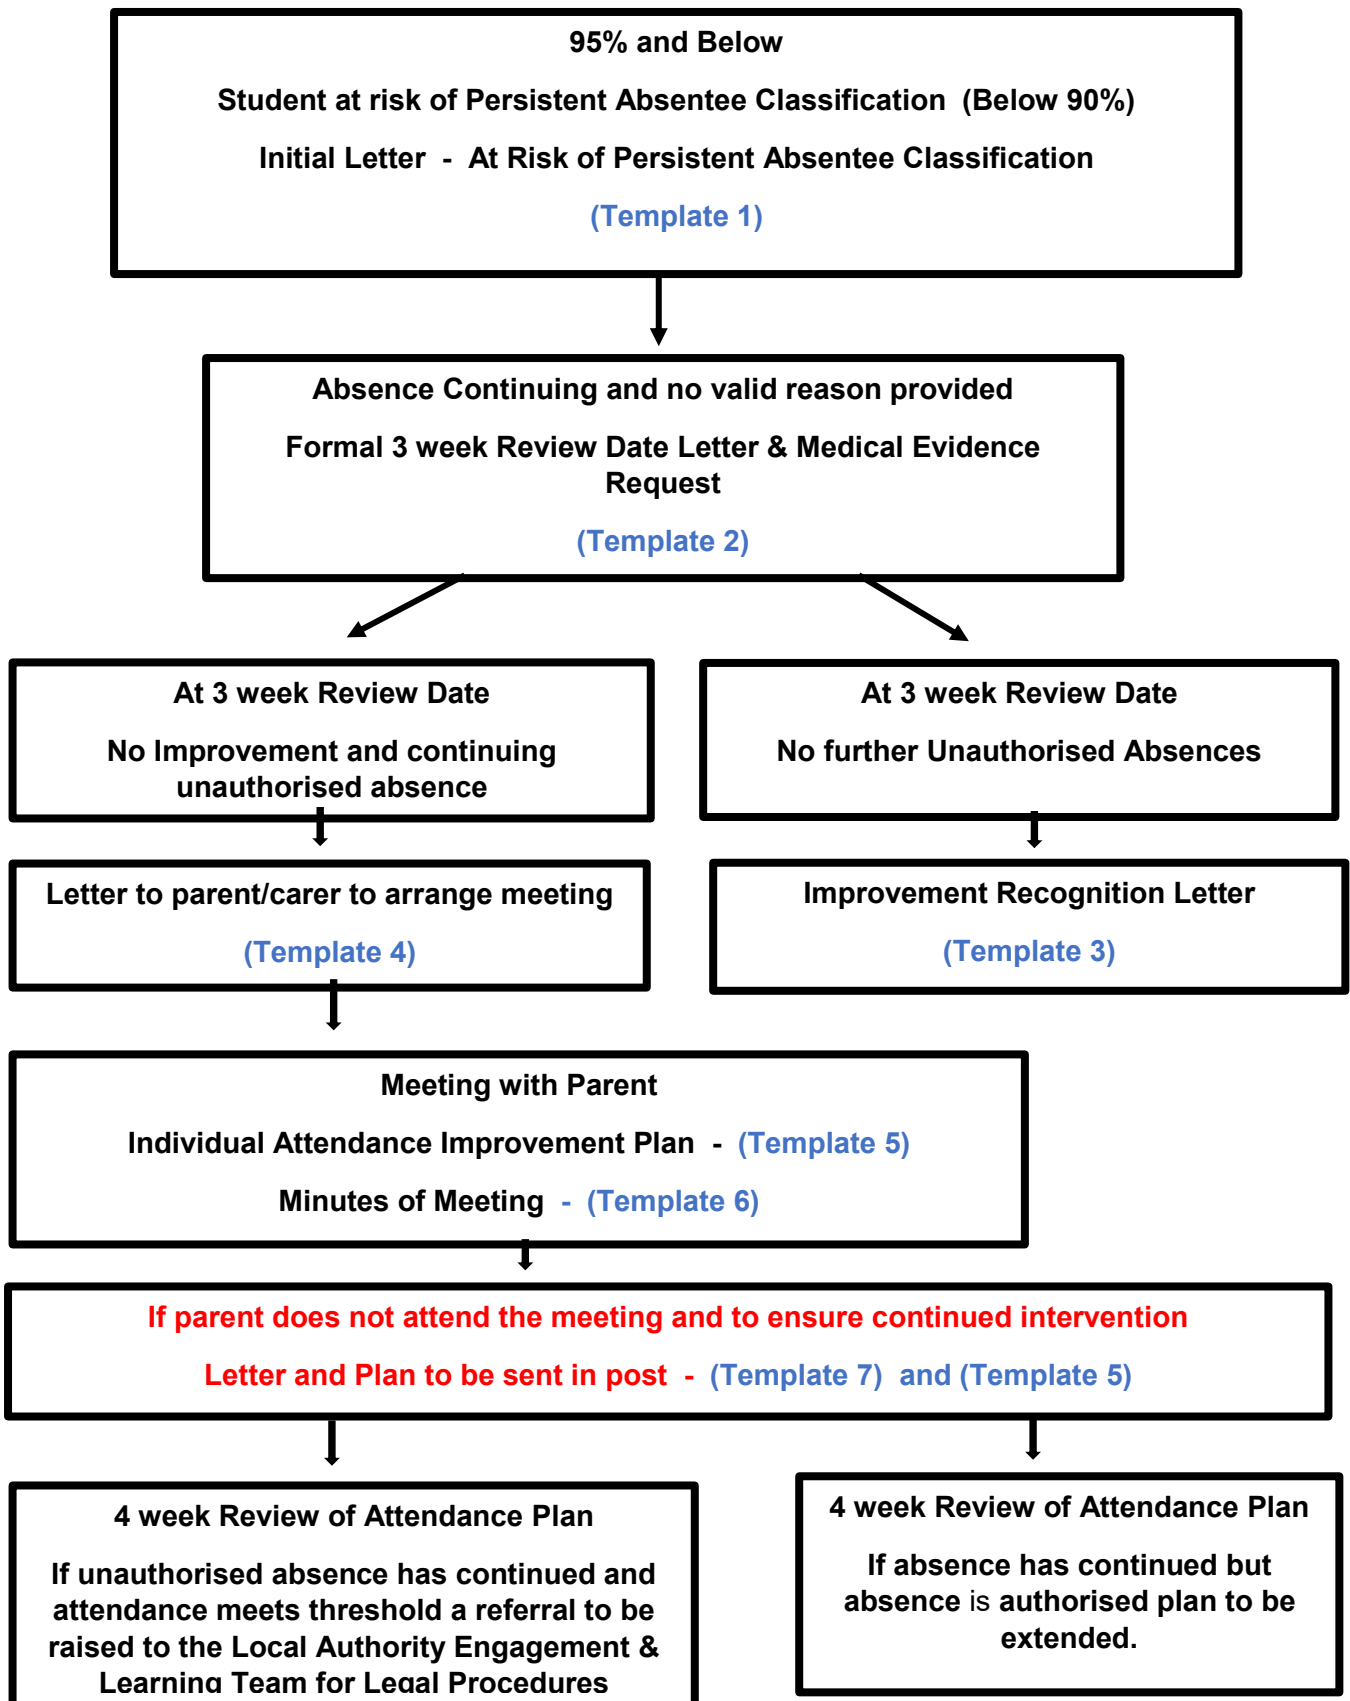 95% and Below
Student at risk of Persistent Absentee Classification (Below 90%)
Initial Letter - At Risk of Persistent Absentee Classification
(Template 1)
Absence Continuing and no valid reason provided
Formal 3 week Review Date Letter & Medical Evidence
Request
(Template 2)
At 3 week Review Date
No Improvement and continuing
unauthorised absence
At 3 week Review Date
No further Unauthorised Absences
Letter to parent/carer to arrange meeting
(Template 4)
Improvement Recognition Letter
(Template 3)
Meeting with Parent
Individual Attendance Improvement Plan - (Template 5)
Minutes of Meeting - (Template 6)
If parent does not attend the meeting and to ensure continued intervention
Letter and Plan to be sent in post - (Template 7) and (Template 5)
4 week Review of Attendance Plan
If unauthorised absence has continued and
attendance meets threshold a referral to be
raised to the Local Authority Engagement &
Learning Team for Legal Procedures
4 week Review of Attendance Plan
If absence has continued but
absence is authorised plan to be
extended.